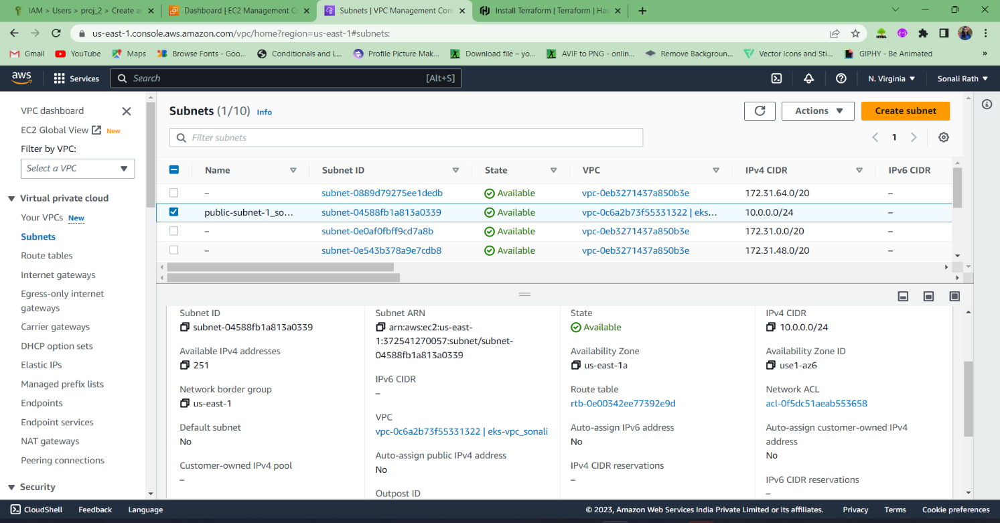 IAM > Users > proj_2 > Create ac
Dashboard | EC2 Management Co
Subnets | VPC Management Cons
Install Terraform | Terraform | Has
us-east-1.console.aws.amazon.com/vpc/home?region=us-east-1#subnets:
Gmail YouTube Maps Browse Fonts - Goo... Conditionals and L... Profile Picture Mak... Download file – yo... AVIF to PNG - onlin... Remove Backgroun... Vector Icons and Sti... GIPHY - Be Animated »
aws Services Search [Alt+S] N. Virginia Sonali Rath
VPC dashboard
EC2 Global View New
Filter by VPC:
Select a VPC
Virtual private cloud
Your VPCs New
Subnets
Route tables
Internet gateways
Egress-only internet
gateways
Carrier gateways
DHCP option sets
Elastic IPs
Managed prefix lists
Endpoints
Endpoint services
NAT gateways
Peering connections
Security
Subnets (1/10) Info
Actions Create subnet
Filter subnets
1
Name Subnet ID State VPC IPv4 CIDR IPv6 CIDR
– subnet-0889d79275ee1dedb Available vpc-0eb3271437a850b3e 172.31.64.0/20 –
public-subnet-1_so... subnet-04588fb1a813a0339 Available vpc-0c6a2b73f55331322 | eks... 10.0.0.0/24 –
– subnet-0e0af0fbff9cd7a8b Available vpc-0eb3271437a850b3e 172.31.0.0/20 –
– subnet-0e543b378a9e7cdb8 Available vpc-0eb3271437a850b3e 172.31.48.0/20 –
Subnet ID
subnet-04588fb1a813a0339
Available IPv4 addresses
251
Network border group
us-east-1
Default subnet
No
Customer-owned IPv4 pool
–
Subnet ARN
arn:aws:ec2:us-east-
1:372541270057:subnet/subnet-
04588fb1a813a0339
IPv6 CIDR
–
VPC
vpc-0c6a2b73f55331322 | eks-vpc_sonali
Auto-assign public IPv4 address
No
Outpost ID
State
Available
Availability Zone
us-east-1a
Route table
rtb-0e00342ee77392e9d
Auto-assign IPv6 address
No
IPv4 CIDR reservations
–
IPv4 CIDR
10.0.0.0/24
Availability Zone ID
use1-az6
Network ACL
acl-0f5dc51aeab553658
Auto-assign customer-owned IPv4
address
No
IPv6 CIDR reservations
–
CloudShell Feedback Language © 2023, Amazon Web Services India Private Limited or its affiliates. Privacy Terms Cookie preferences